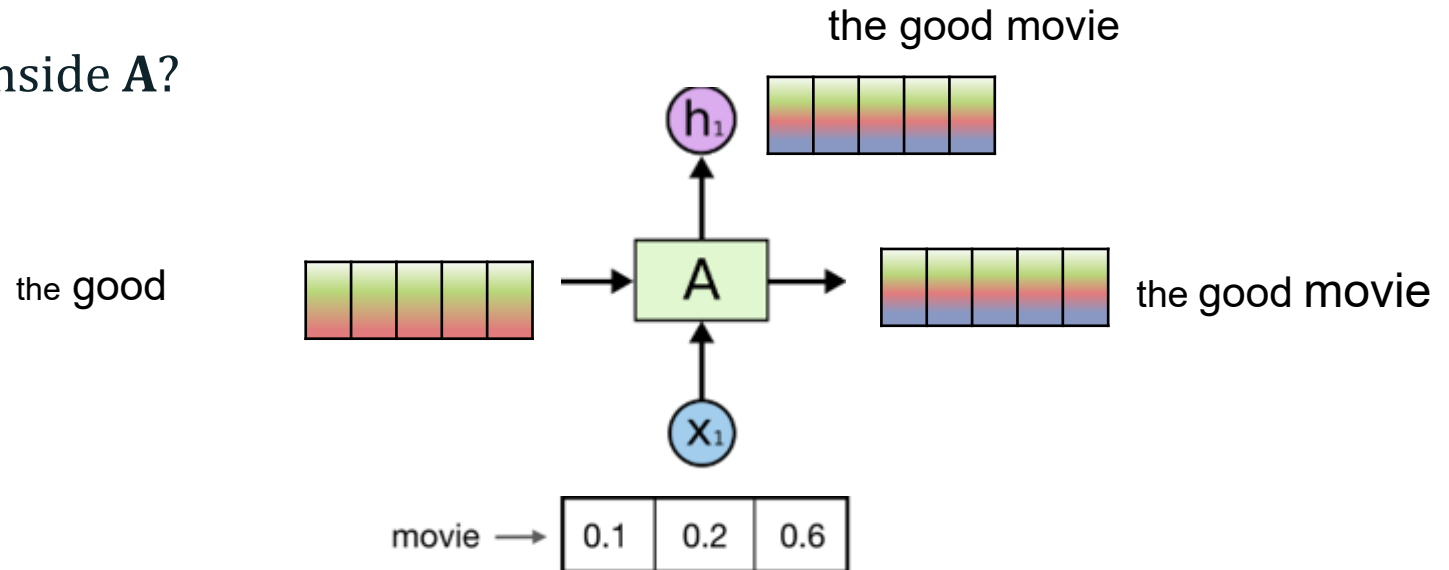 the good movie
nside A?
h₁
the good
A
the good movie
x₁
movie
0.1 0.2 0.6